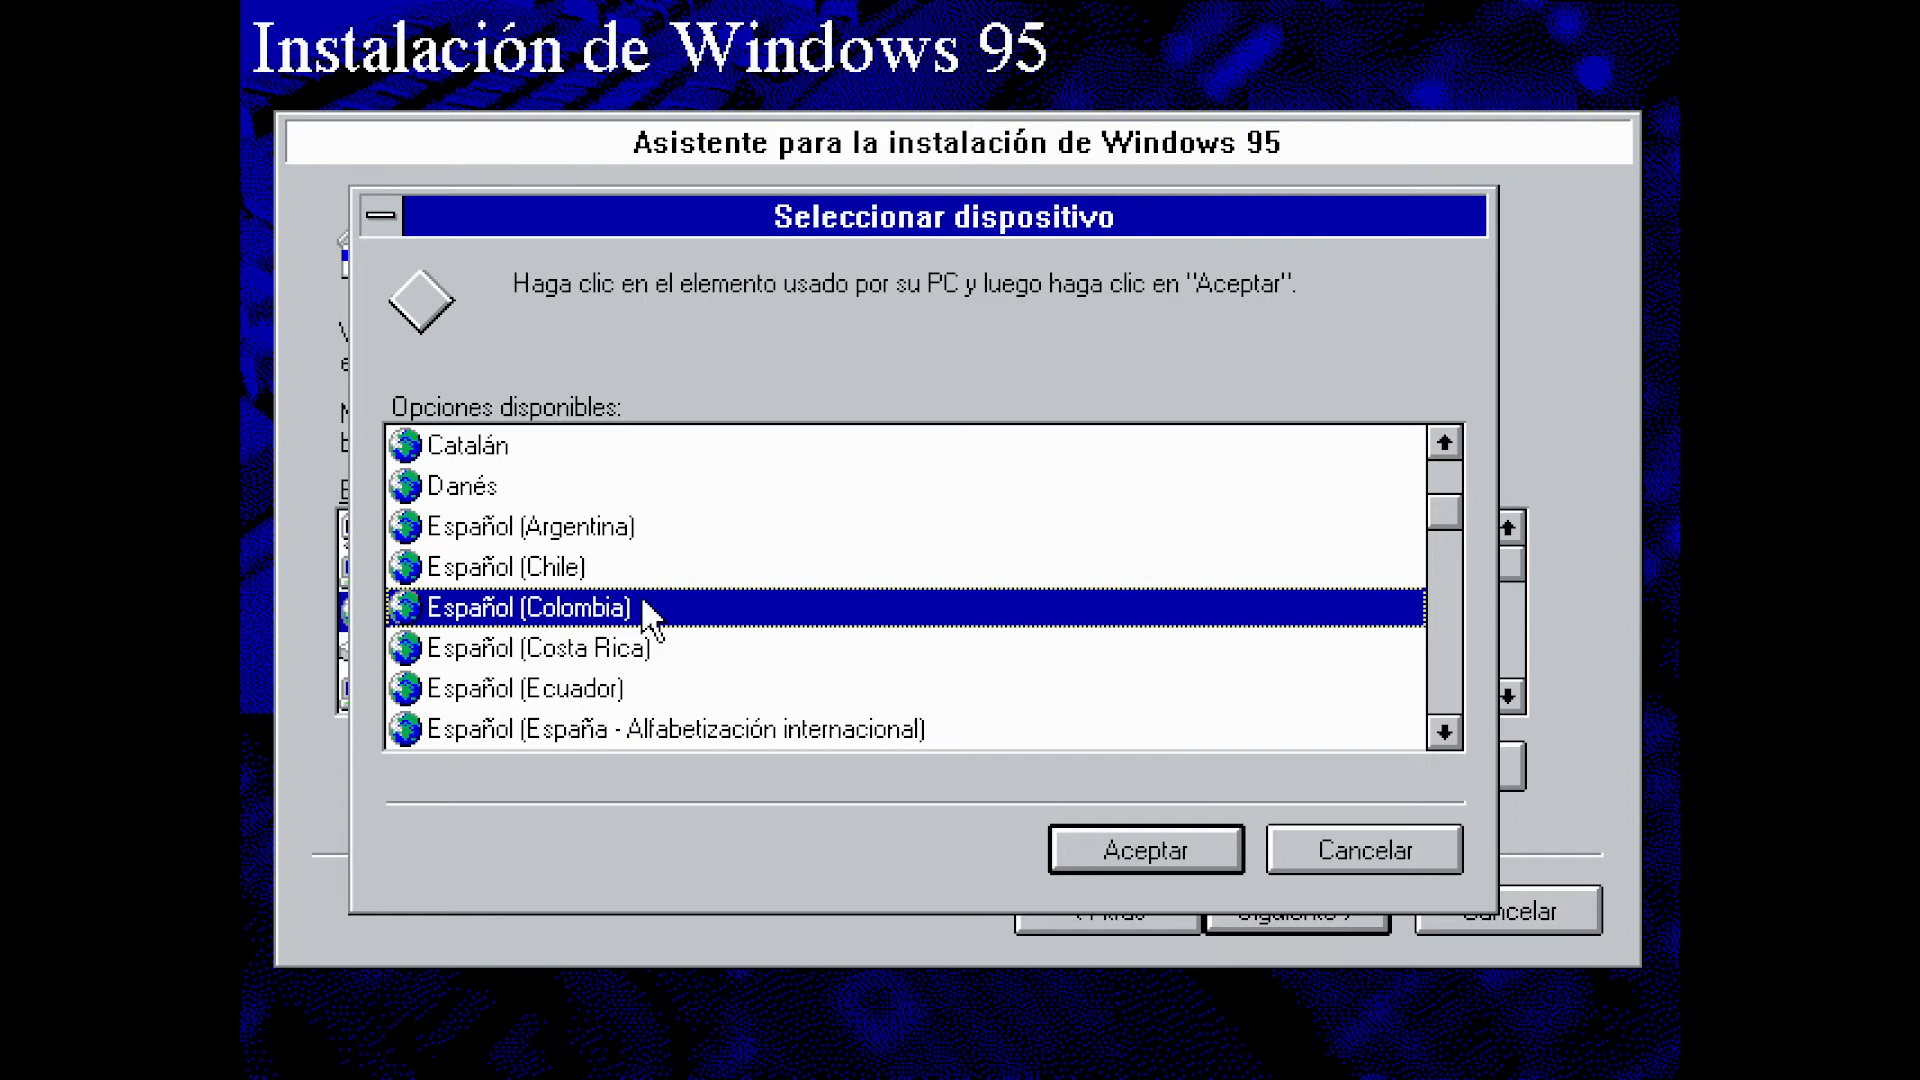 Instalación de Windows 95
Asistente para la instalación de Windows 95
Seleccionar dispositivo
Haga clic en el elemento usado por su PC y luego haga clic en "Aceptar".
Opciones disponibles:
Catalán
Danés
Español (Argentina)
Español (Chile)
Español (Colombia)
Español (Costa Rica)
Español (Ecuador)
Español (España - Alfabetización internacional)
Aceptar
Cancelar